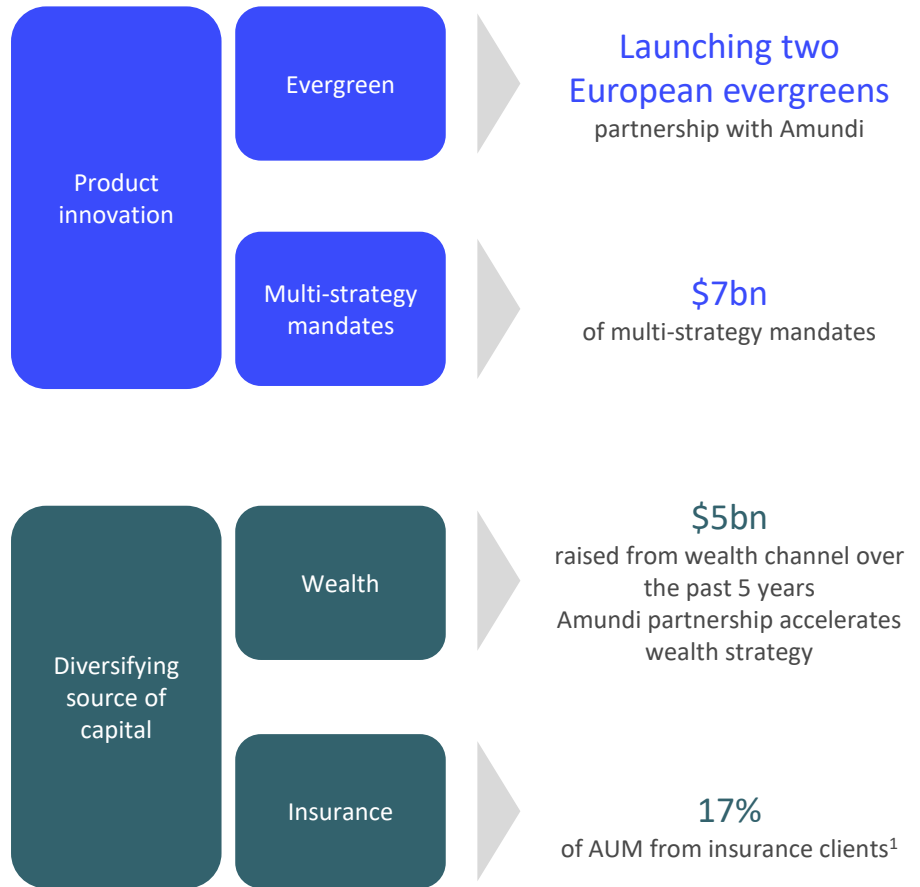 Product
innovation
Evergreen
Launching two
European evergreens
partnership with Amundi
Multi-strategy
mandates
$7bn
of multi-strategy mandates
Diversifying
source of
capital
Wealth
$5bn
raised from wealth channel over
the past 5 years
Amundi partnership accelerates
wealth strategy
Insurance
17%
of AUM from insurance clients¹